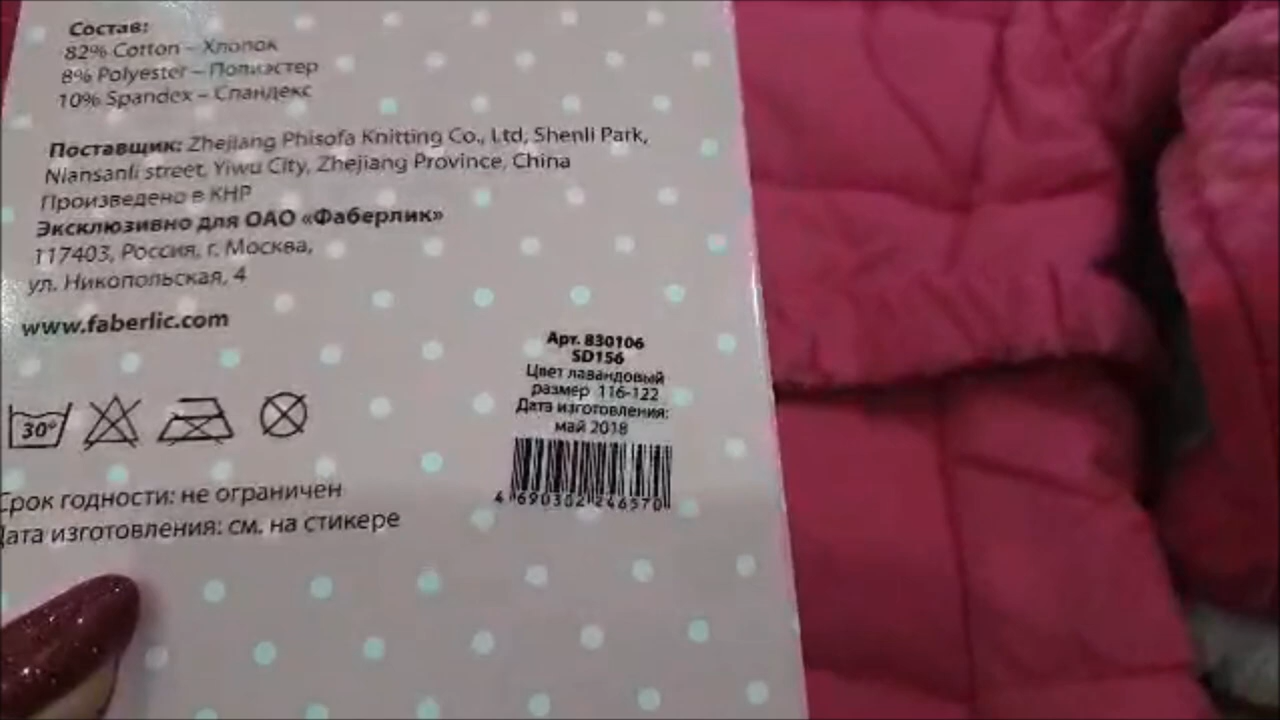 Состав:
82% Cotton – Хлопок
8% Polyester – Полиэстер
10% Spandex – Спандекс
Поставщик: Zhejiang Phisofa Knitting Co., Ltd, Shenli Park,
Niansanli street, Yiwu City, Zhejiang Province, China
Произведено в КНР
Эксклюзивно для ОАО «Фаберлик»
117403, Россия, г. Москва,
ул. Никопольская, 4
www.faberlic.com
Арт. 830106
SD156
Цвет лавандовый
размер 116-122
Дата изготовления:
май 2018
4 690302 246570
30°
Срок годности: не ограничен
Дата изготовления: см. на стикере